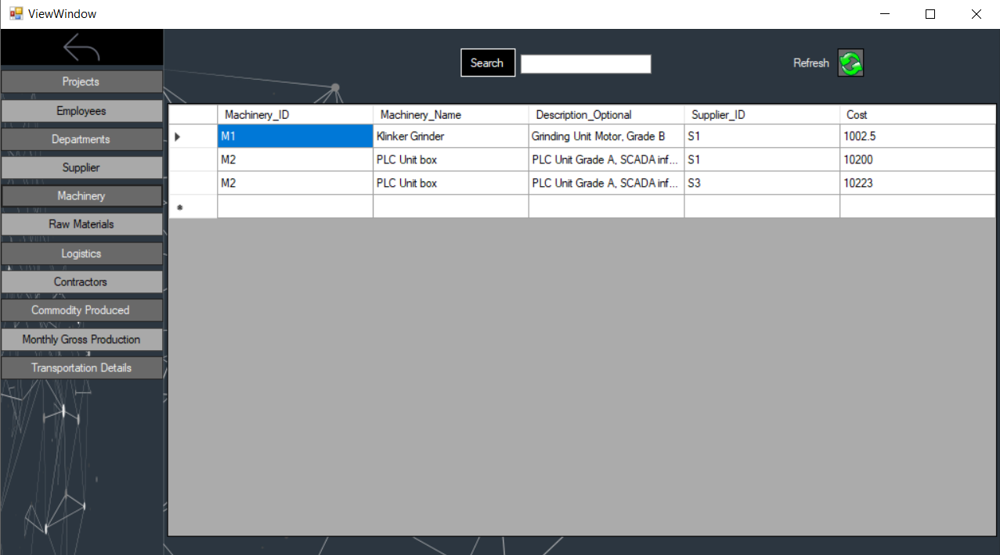 ViewWindow
Search
Refresh
Projects
Employees
Departments
Supplier
Machinery
Raw Materials
Logistics
Contractors
Commodity Produced
Monthly Gross Production
Transportation Details
Machinery_ID Machinery_Name Description_Optional Supplier_ID Cost
M1 Klinker Grinder Grinding Unit Motor, Grade B S1 1002.5
M2 PLC Unit box PLC Unit Grade A, SCADA inf... S1 10200
M2 PLC Unit box PLC Unit Grade A, SCADA inf... S3 10223